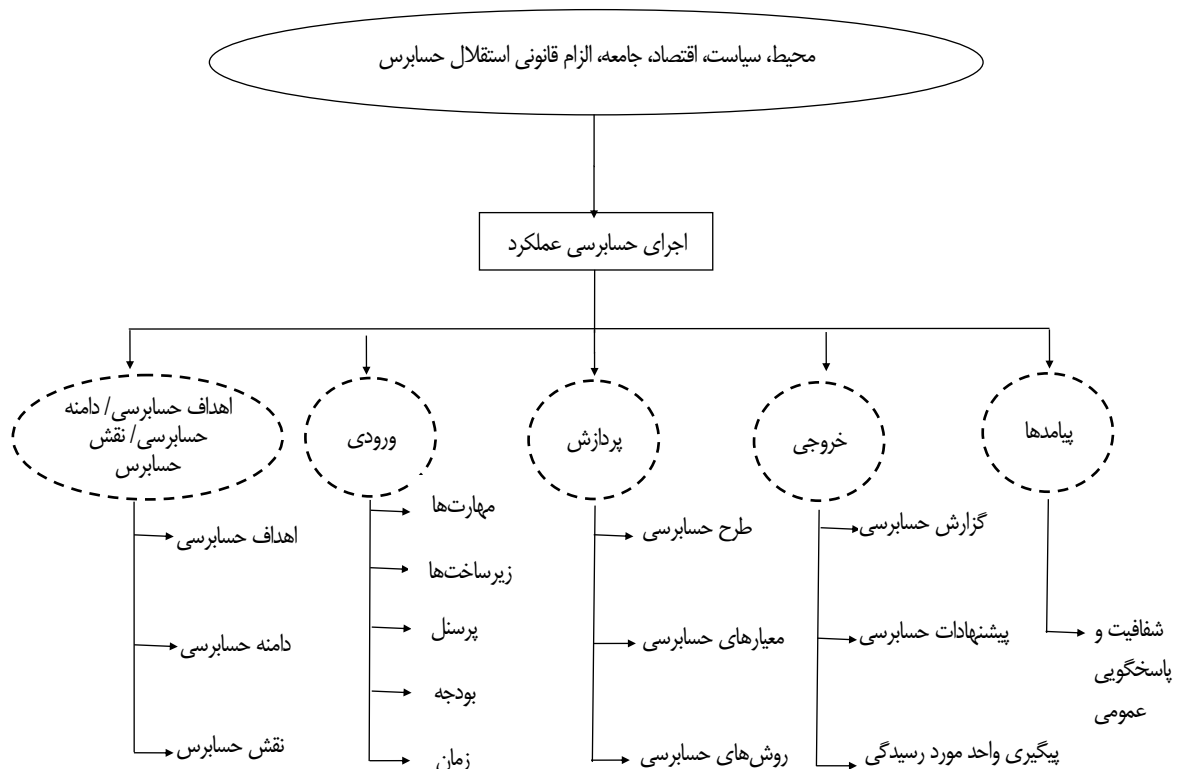 محیط، سیاست، اقتصاد، جامعه، الزام قانونی استقلال حسابرس
اجرای حسابرسی عملکرد
اهداف حسابرسی/ دامنه
حسابرسی/ نقش
حسابرس
اهداف حسابرسی
دامنه حسابرسی
نقش حسابرس
ورودی
مهارت‌ها
زیرساخت‌ها
پرسنل
بودجه
زمان
پردازش
طرح حسابرسی
معیارهای حسابرسی
روش‌های حسابرسی
خروجی
گزارش حسابرسی
پیشنهادات حسابرسی
پیگیری واحد مورد رسیدگی
پیامدها
شفافیت و
پاسخگویی
عمومی